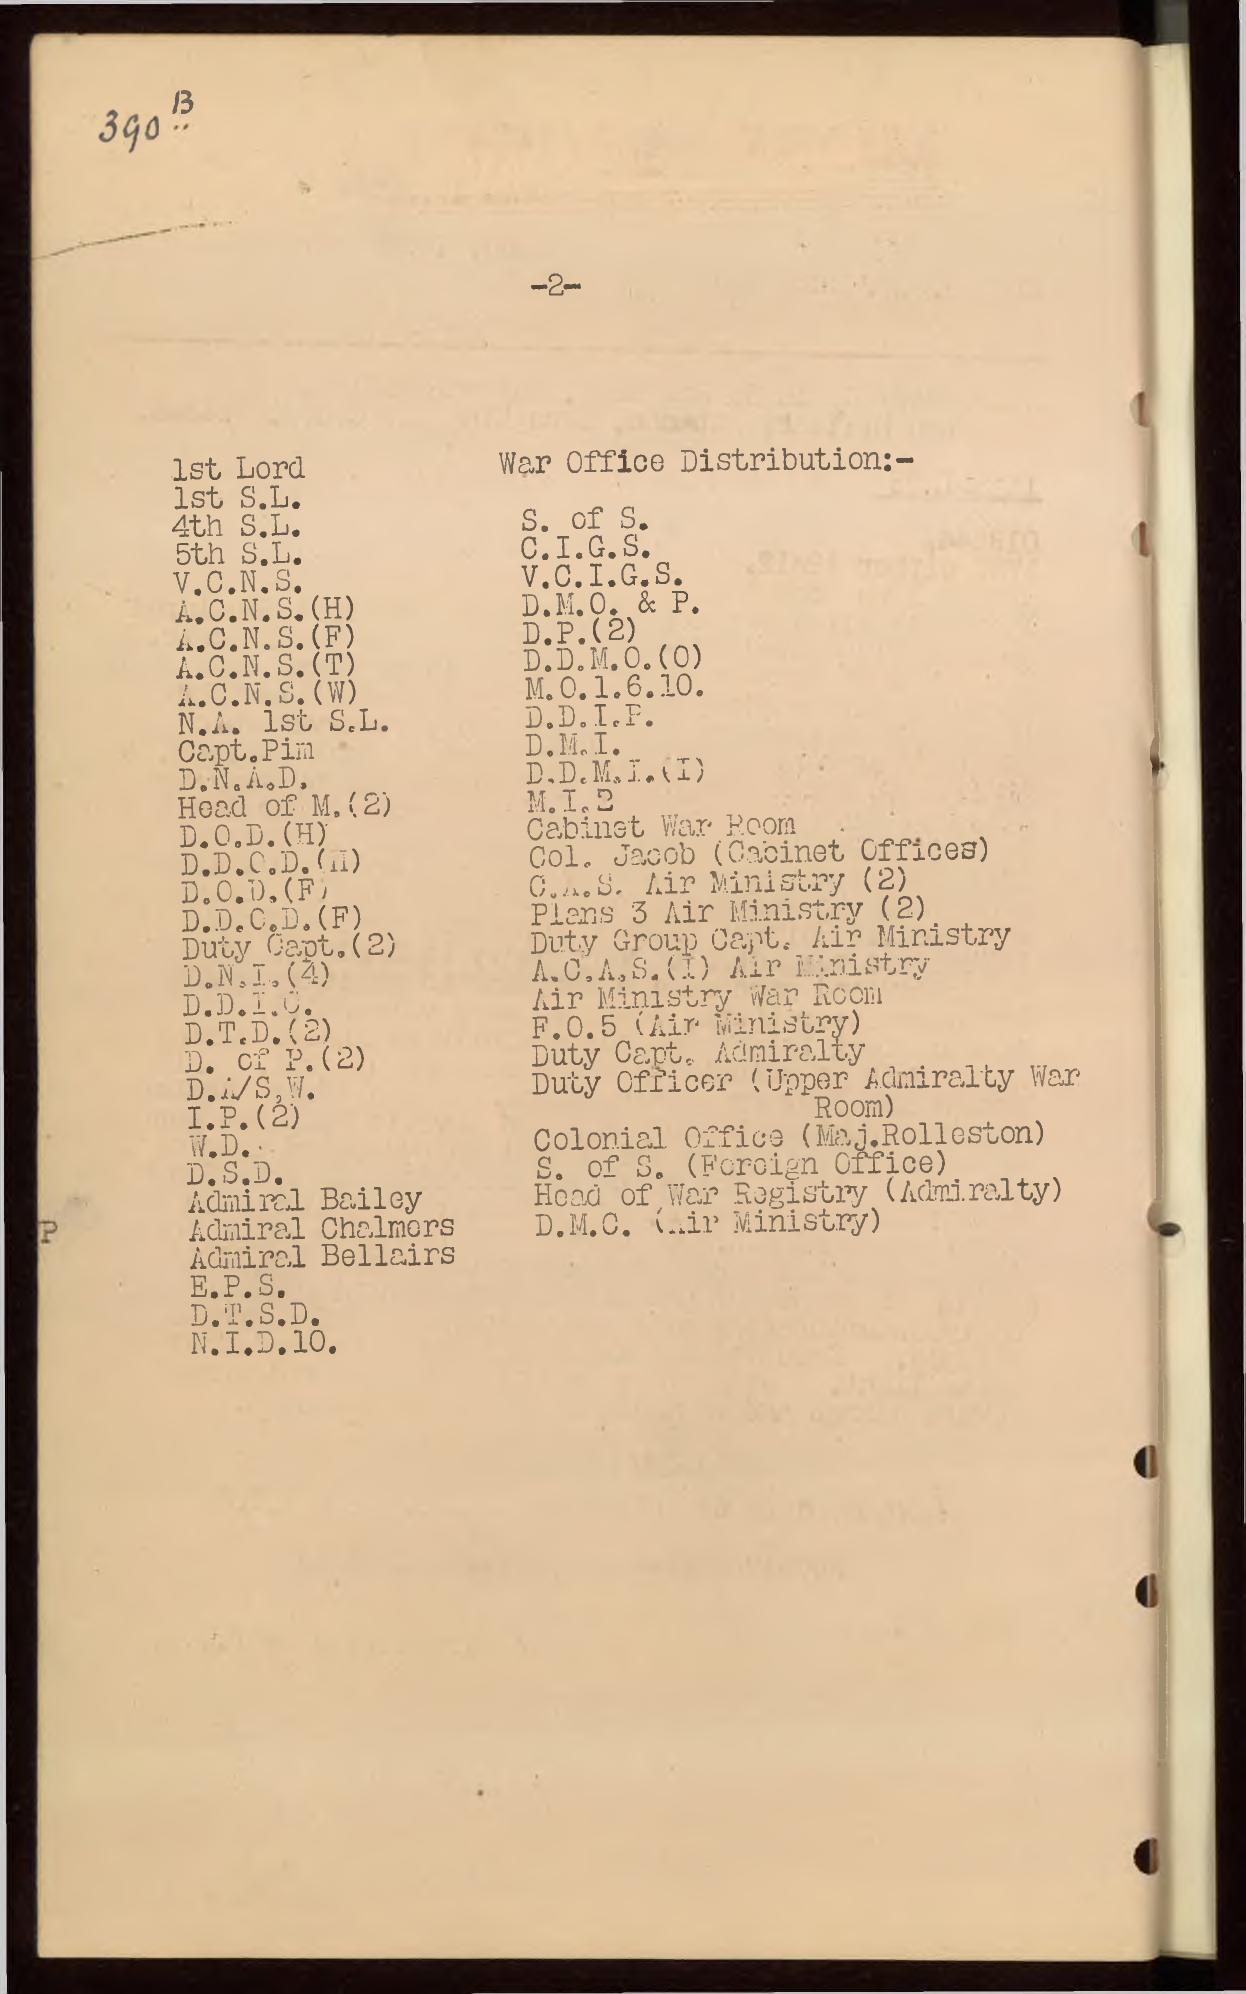 390 B
-2-
1st Lord
1st S.L.
4th S.L.
5th S.L.
V.C.N.S.
A.C.N.S.(H)
A.C.N.S.(F)
A.C.N.S.(T)
A.C.N.S.(W)
N.A. 1st S.L.
Capt.Pim
D.N.A.D.
Head of M.(2)
D.O.D.(H)
D.D.O.D.(H)
D.O.D.(F)
D.D.O.D.(F)
Duty Capt.(2)
D.N.I.(4)
D.D.I.C.
D.T.D.(2)
D. of P.(2)
D.A/S.W.
I.P.(2)
W.D.
D.S.D.
Admiral Bailey
Admiral Chalmers
Admiral Bellairs
E.P.S.
D.T.S.D.
N.I.D.10.
War Office Distribution:-
S. of S.
C.I.G.S.
V.C.I.G.S.
D.M.O. & P.
D.P.(2)
D.D.M.O.(O)
M.O.1.6.10.
D.D.I.P.
D.M.I.
D.D.M.I.(I)
M.I.2
Cabinet War Room
Col. Jacob (Cabinet Offices)
C.A.S. Air Ministry (2)
Plans 3 Air Ministry (2)
Duty Group Capt. Air Ministry
A.C.A.S.(I) Air Ministry
Air Ministry War Room
F.O.5 (Air Ministry)
Duty Capt. Admiralty
Duty Officer (Upper Admiralty War
Room)
Colonial Office (Maj.Rolleston)
S. of S. (Foreign Office)
Head of War Registry (Admiralty)
D.M.C. (Air Ministry)
P